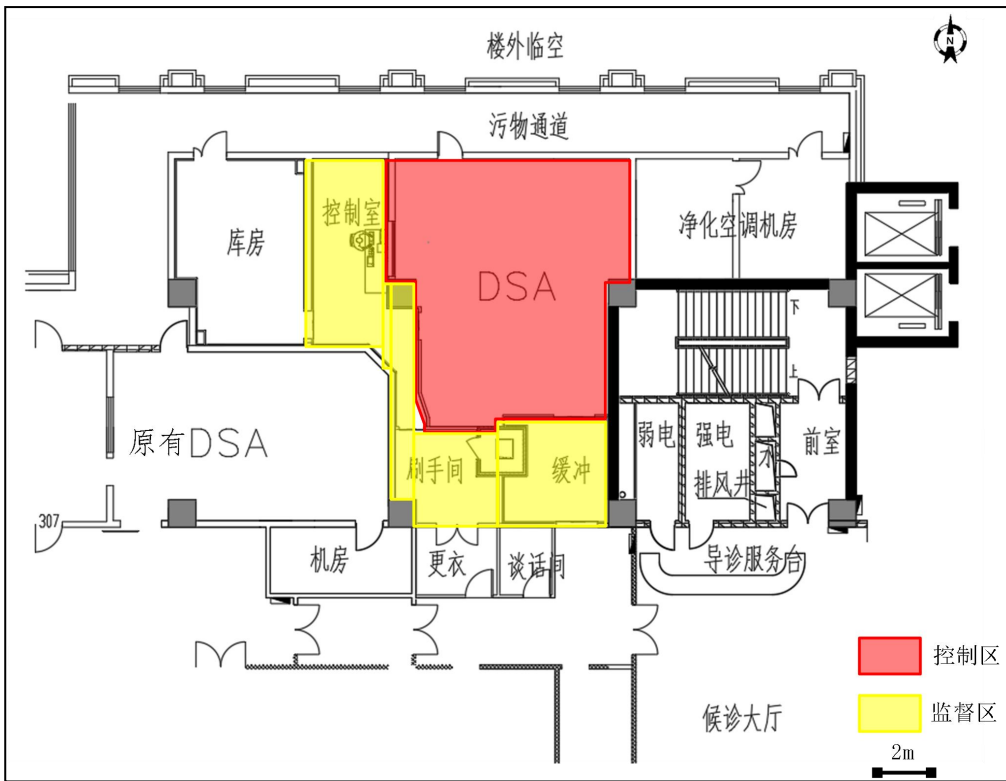 楼外临空
N
污物通道
控制室
库房
净化空调机房
DSA
下
上
原有DSA
弱电
强电
水
前室
刷手间
缓冲
排风井
307
机房
更衣
谈话间
导诊服务台
控制区
监督区
候诊大厅
2m